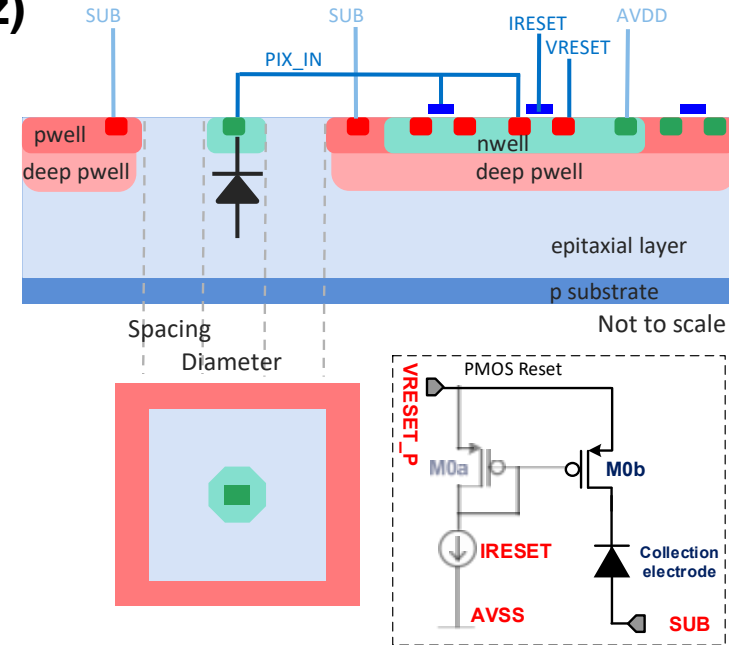 2)
SUB
SUB
IRESET
AVDD
VRESET
PIX_IN
pwell
nwell
deep pwell
deep pwell
epitaxial layer
p substrate
Spacing
Not to scale
Diameter
PMOS Reset
VRESET_P
M0a
M0b
IRESET
Collection
electrode
AVSS
SUB